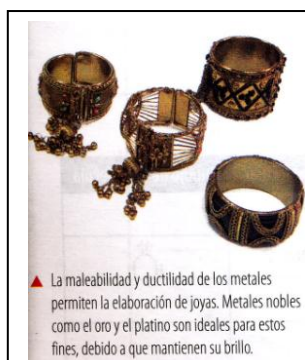 ▲ La maleabilidad y ductilidad de los metales
permiten la elaboración de joyas. Metales nobles
como el oro y el platino son ideales para estos
fines, debido a que mantienen su brillo.